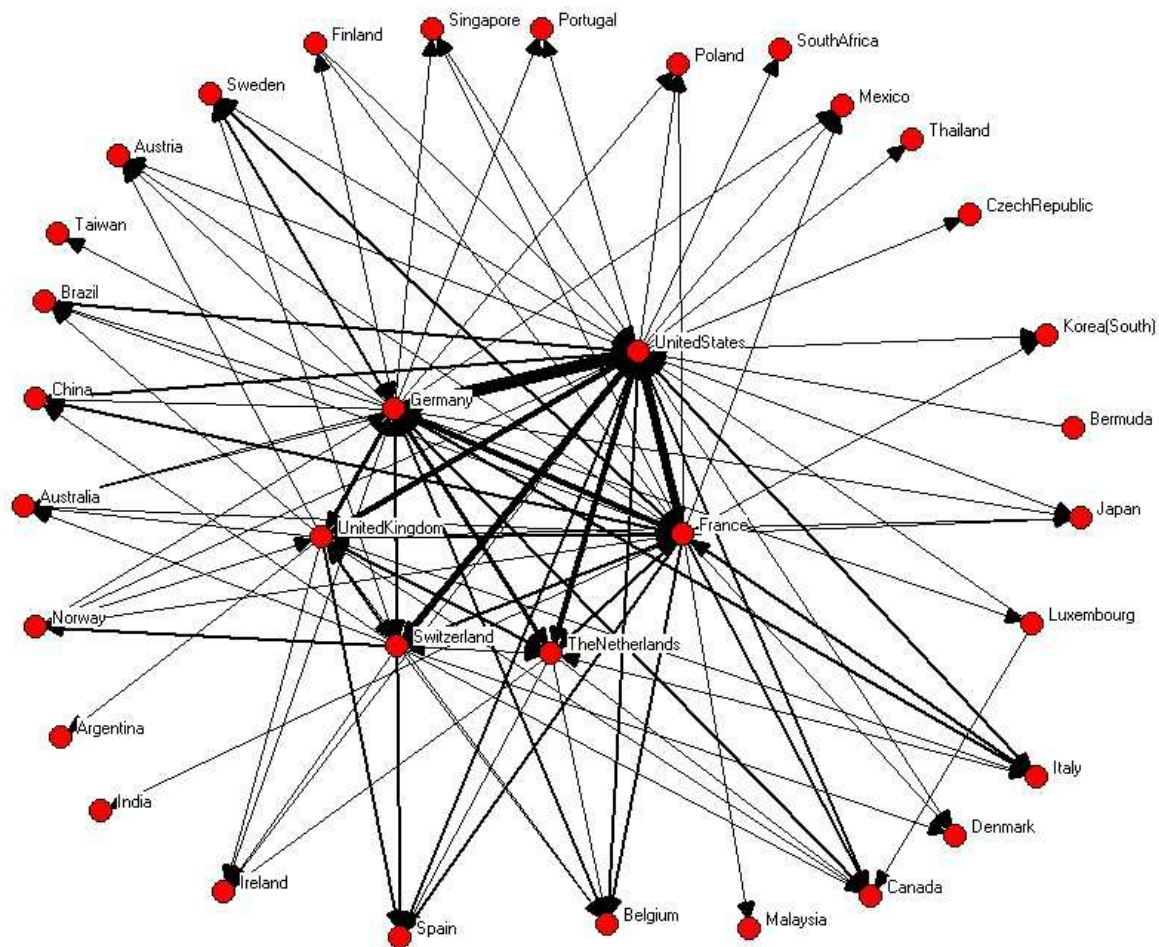 Singapore
Portugal
Finland
SouthAfrica
Poland
Sweden
Mexico
Thailand
Austria
CzechRepublic
Taiwan
Brazil
Korea(South)
UnitedStates
China
Germany
Bermuda
Australia
Japan
UnitedKingdom
France
Norway
Luxembourg
Switzerland
TheNetherlands
Argentina
Italy
India
Denmark
Ireland
Canada
Spain
Belgium
Malaysia